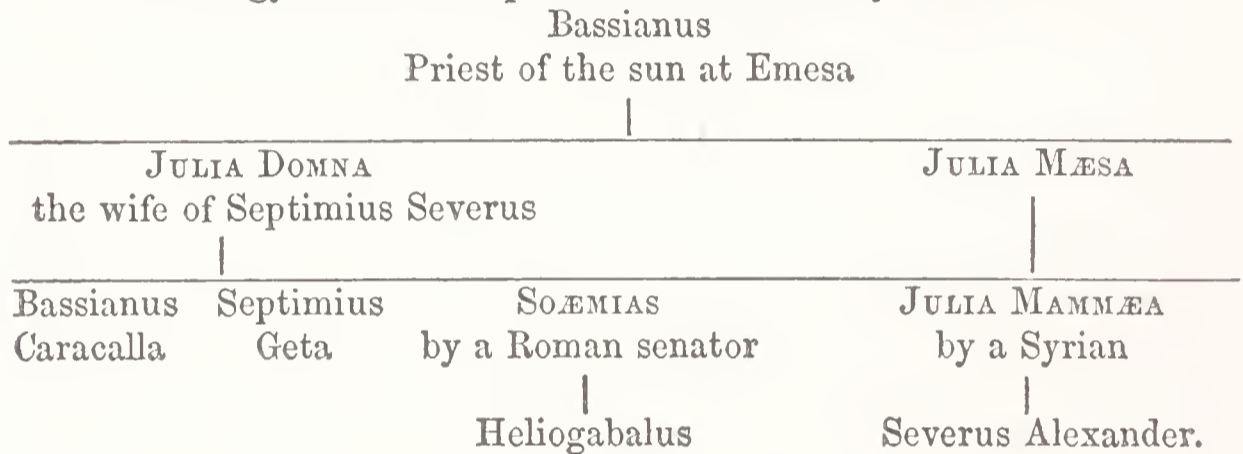 Bassianus
Priest of the sun at Emesa
JULIA DOMNA JULIA MÆSA
the wife of Septimius Severus
Bassianus Septimius SOÆMIAS JULIA MAMMÆA
Caracalla Geta by a Roman senator by a Syrian
Heliogabalus Severus Alexander.